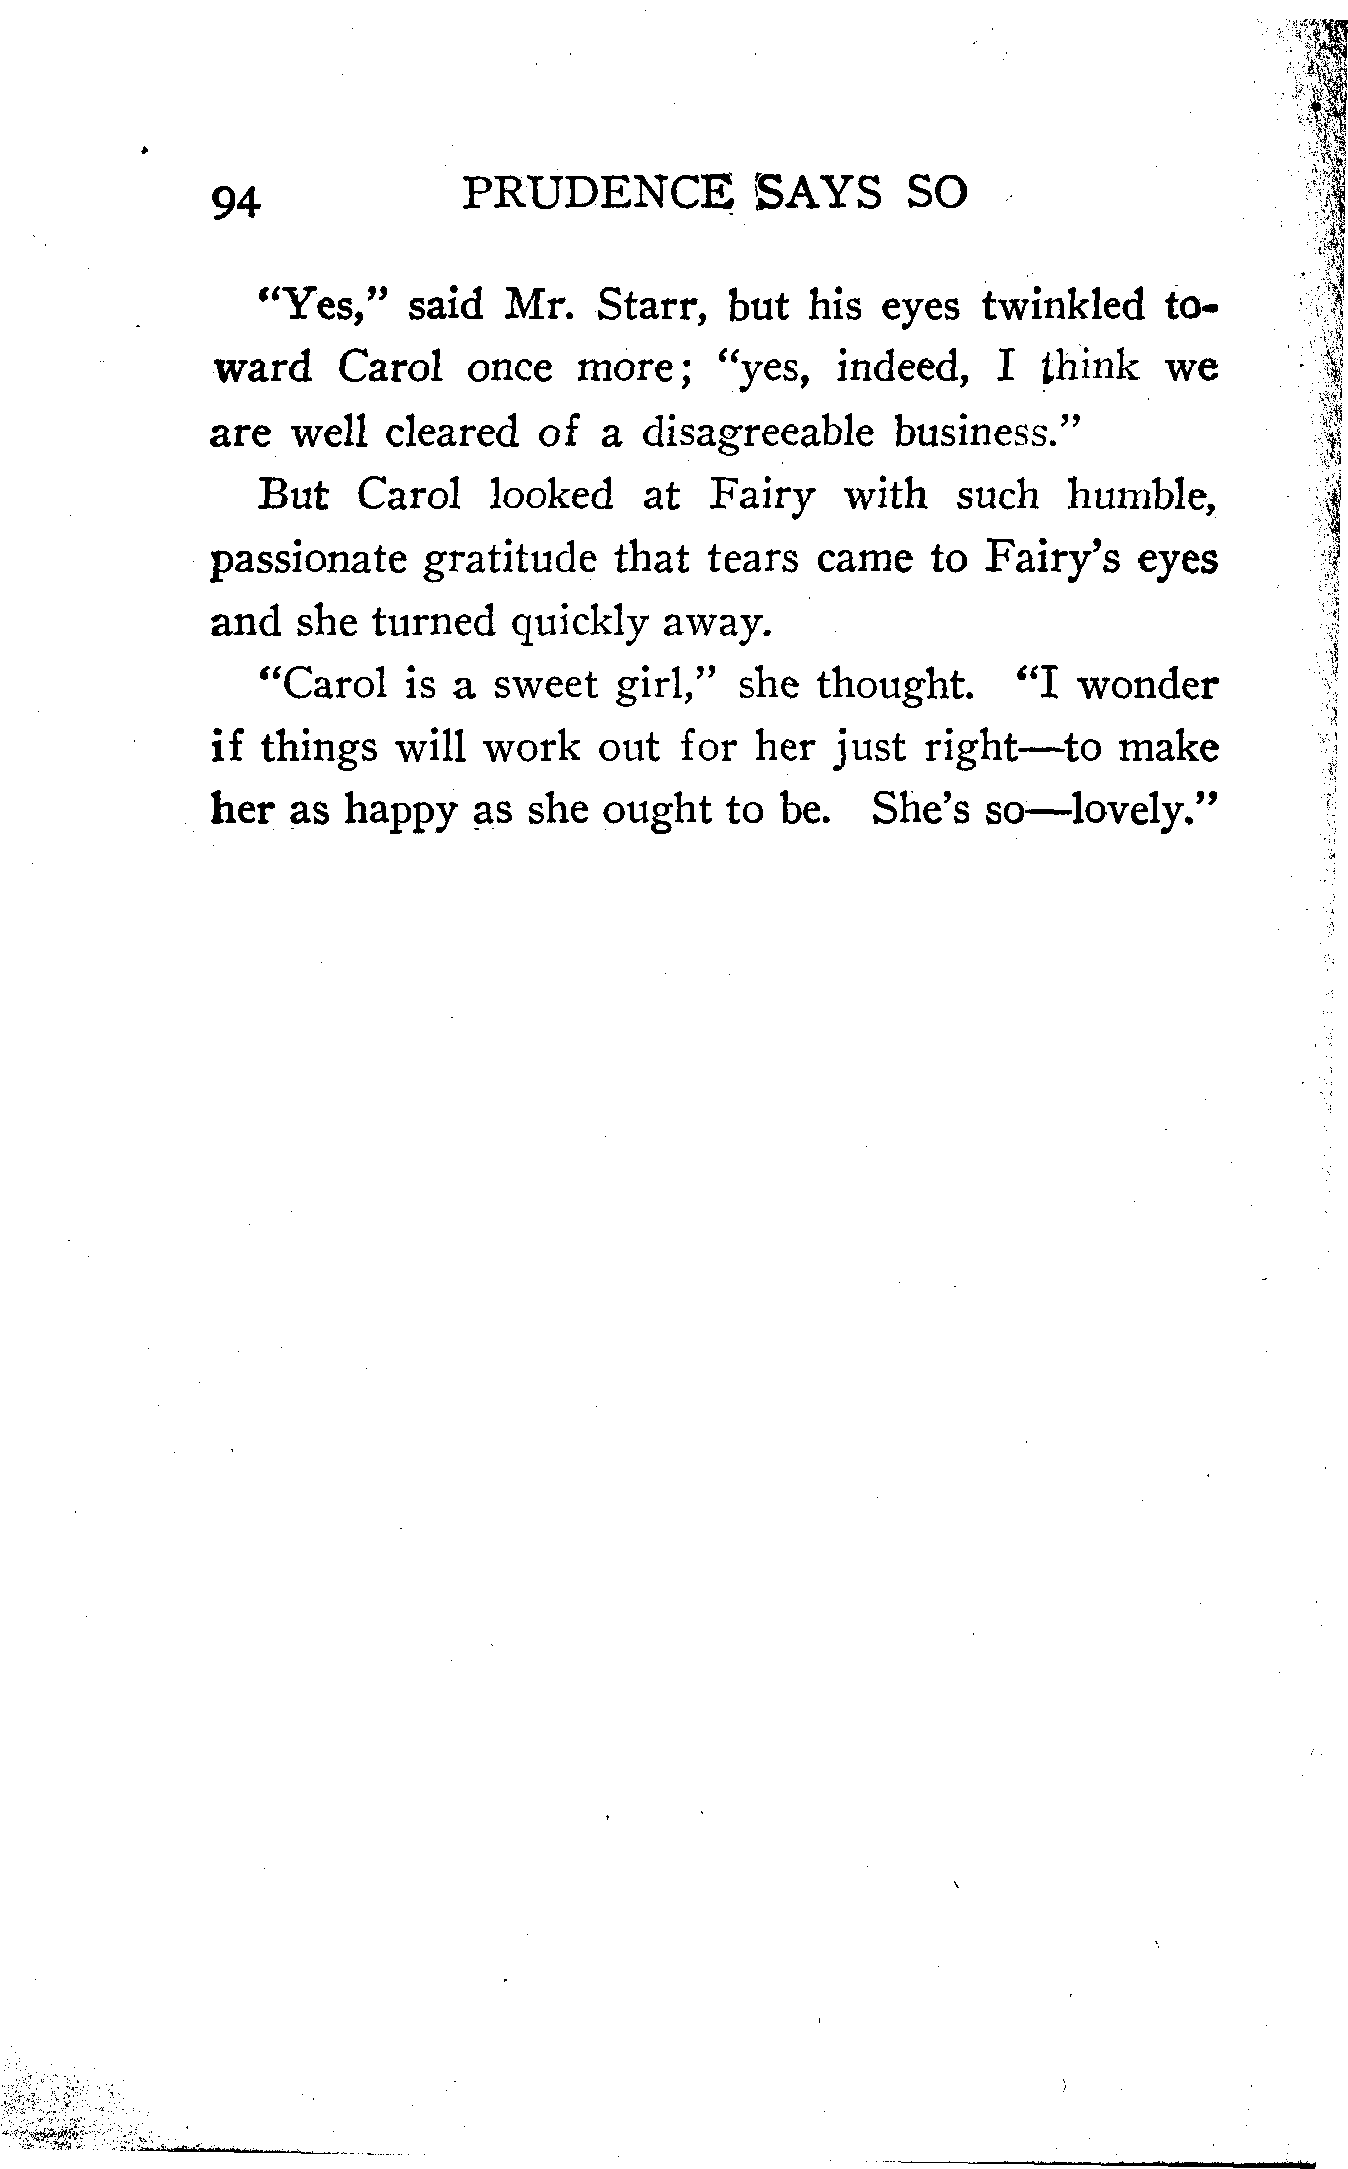 94 PRUDENCE SAYS SO
“Yes,” said Mr. Starr, but his eyes twinkled to-
ward Carol once more; “yes, indeed, I think we
are well cleared of a disagreeable business.”
But Carol looked at Fairy with such humble,
passionate gratitude that tears came to Fairy’s eyes
and she turned quickly away.
“Carol is a sweet girl,” she thought. “I wonder
if things will work out for her just right—to make
her as happy as she ought to be. She’s so—lovely.”